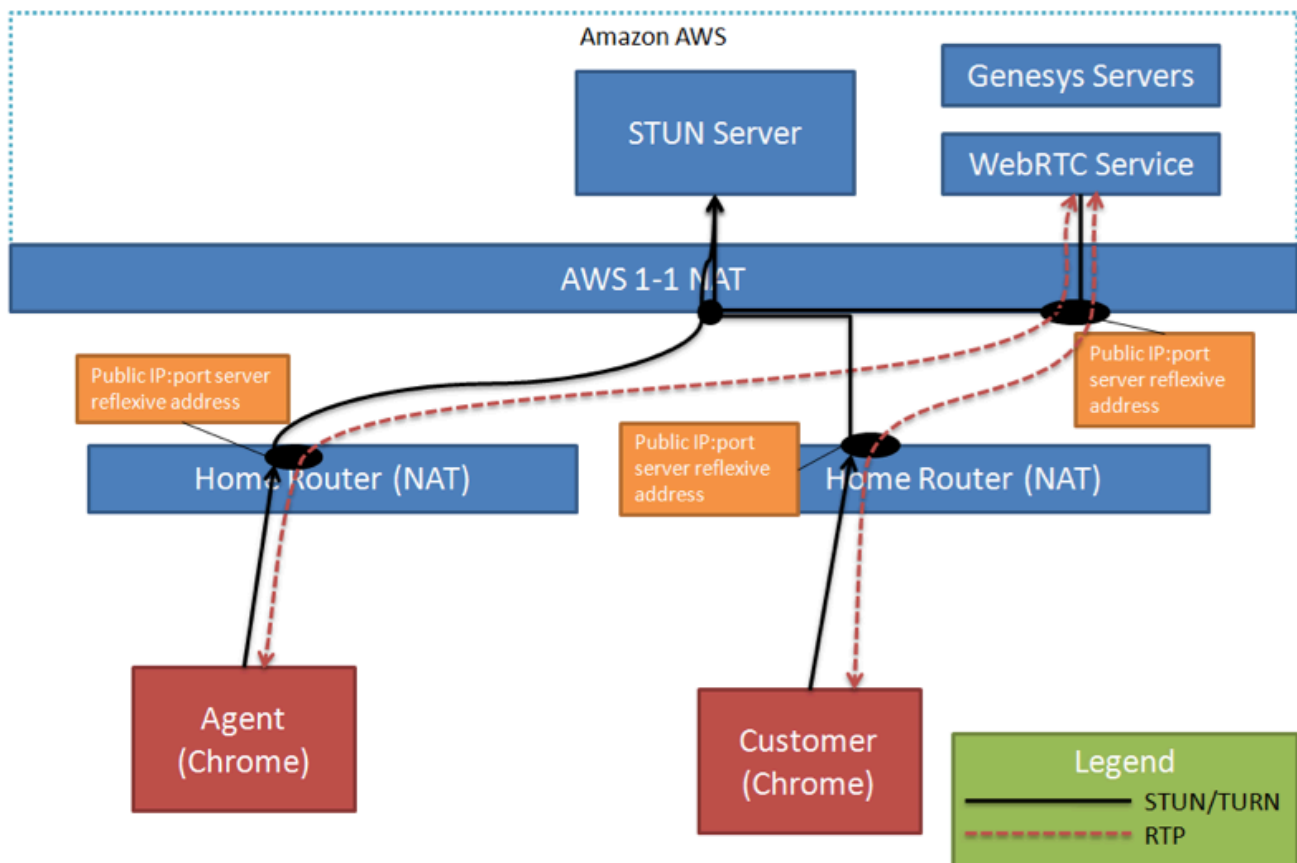 Amazon AWS
STUN Server
Genesys Servers
WebRTC Service
AWS 1-1 NAT
Public IP:port server
reflexive address
Public IP:port
server reflexive
address
Public IP:port
server reflexive
address
Home Router (NAT)
Home Router (NAT)
Agent
(Chrome)
Customer
(Chrome)
Legend
STUN/TURN
RTP